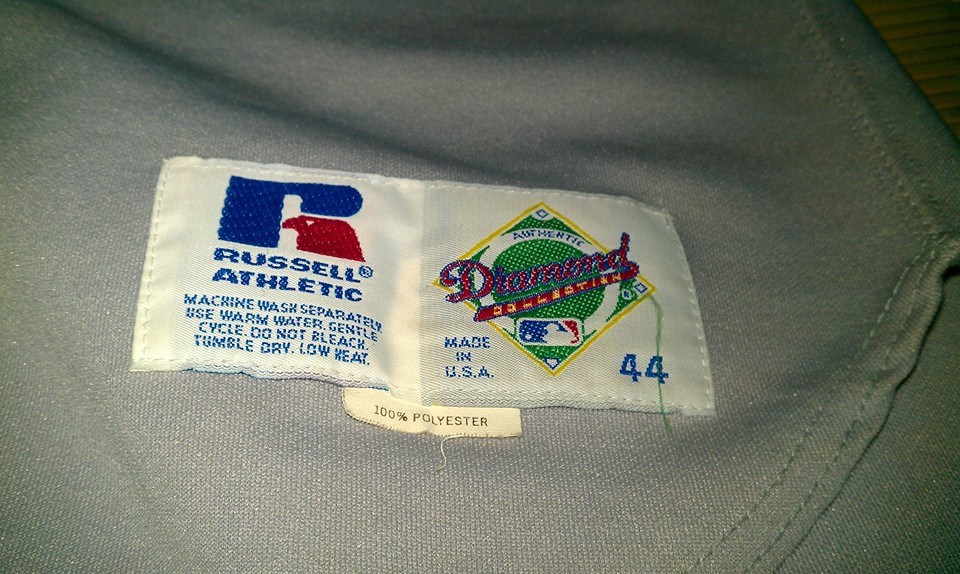 RUSSELL®
ATHLETIC
MACHINE WASH SEPARATELY
USE WARM WATER. GENTLE
CYCLE. DO NOT BLEACH.
TUMBLE DRY. LOW HEAT.
AUTHENTIC
Diamond
COLLECTION
®
MADE
IN
U.S.A.
44
100% POLYESTER